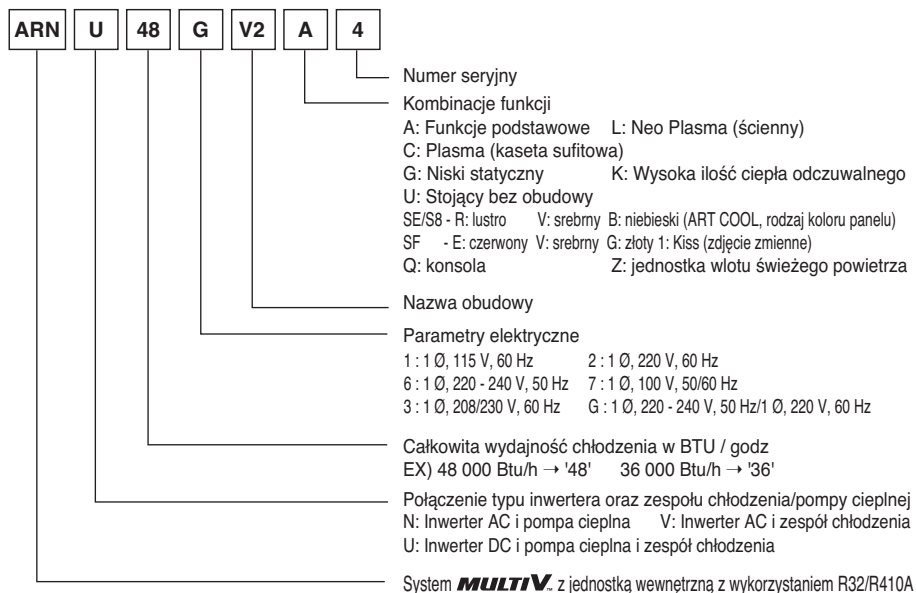 ARN U 48 G V2 A 4
Numer seryjny
Kombinacje funkcji
A: Funkcje podstawowe L: Neo Plasma (ścienny)
C: Plasma (kaseta sufitowa)
G: Niski statyczny K: Wysoka ilość ciepła odczuwalnego
U: Stojący bez obudowy
SE/S8 - R: lustro V: srebrny B: niebieski (ART COOL, rodzaj koloru panelu)
SF - E: czerwony V: srebrny G: złoty 1: Kiss (zdjęcie zmienne)
Q: konsola Z: jednostka wlotu świeżego powietrza
Nazwa obudowy
Parametry elektryczne
1 : 1 Ø, 115 V, 60 Hz 2 : 1 Ø, 220 V, 60 Hz
6 : 1 Ø, 220 - 240 V, 50 Hz 7 : 1 Ø, 100 V, 50/60 Hz
3 : 1 Ø, 208/230 V, 60 Hz G : 1 Ø, 220 - 240 V, 50 Hz/1 Ø, 220 V, 60 Hz
Całkowita wydajność chłodzenia w BTU / godz
EX) 48 000 Btu/h → '48' 36 000 Btu/h → '36'
Połączenie typu inwertera oraz zespołu chłodzenia/pompy cieplnej
N: Inwerter AC i pompa cieplna V: Inwerter AC i zespół chłodzenia
U: Inwerter DC i pompa cieplna i zespół chłodzenia
System MULTI V™ z jednostką wewnętrzną z wykorzystaniem R32/R410A